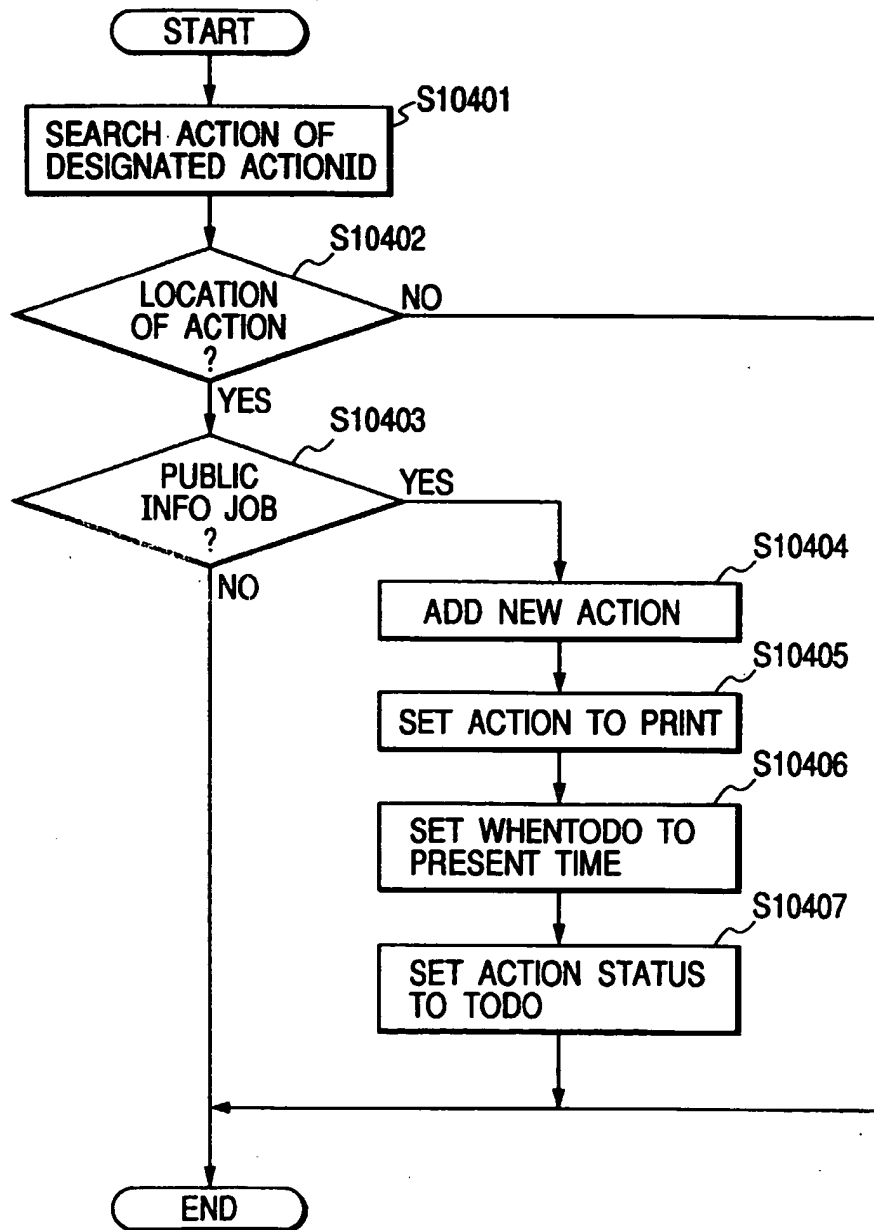 START
S10401
SEARCH ACTION OF
DESIGNATED ACTIONID
S10402
LOCATION
OF ACTION
?
NO
YES
S10403
PUBLIC
INFO JOB
?
YES
NO
S10404
ADD NEW ACTION
S10405
SET ACTION TO PRINT
S10406
SET WHENTODO TO
PRESENT TIME
S10407
SET ACTION STATUS
TO TODO
END